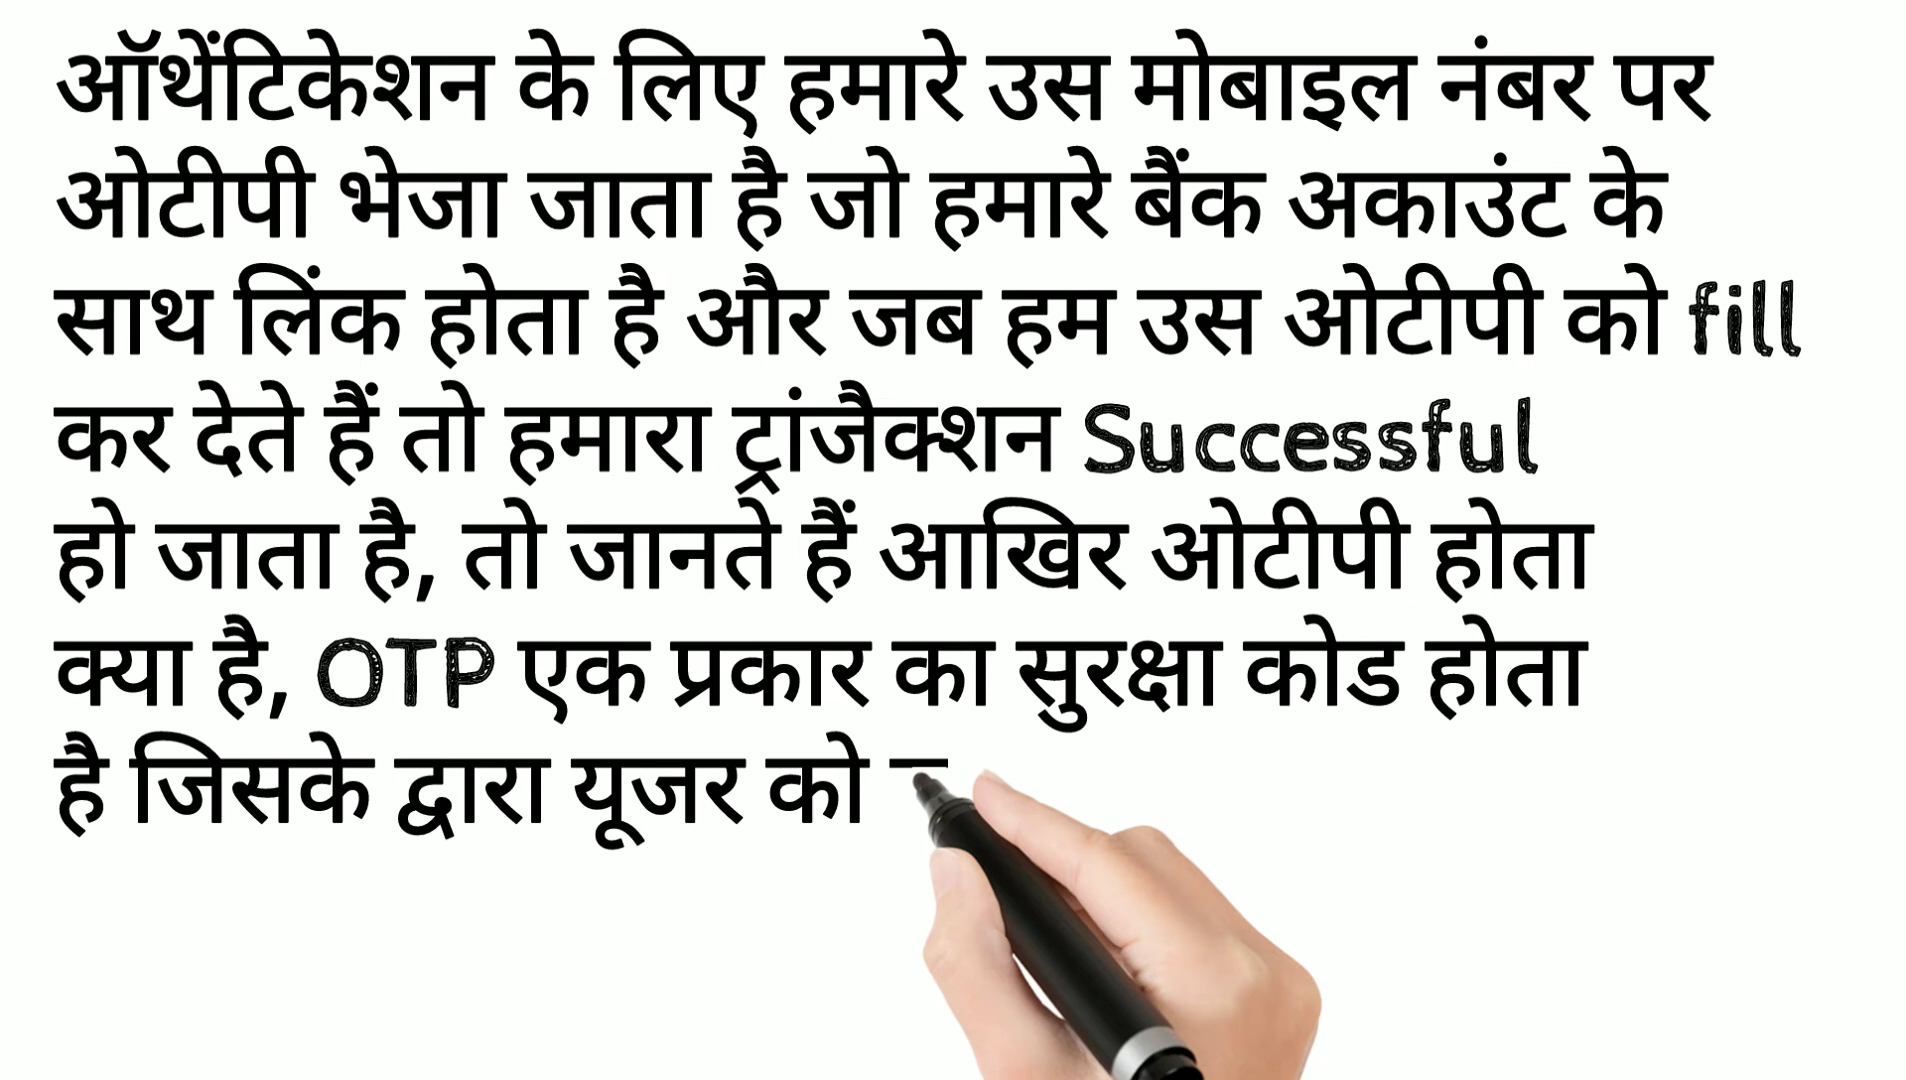 ऑथेंटिकेशन के लिए हमारे उस मोबाइल नंबर पर
ओटीपी भेजा जाता है जो हमारे बैंक अकाउंट के
साथ लिंक होता है और जब हम उस ओटीपी को fill
कर देते हैं तो हमारा ट्रांजैक्शन Successful
हो जाता है, तो जानते हैं आखिर ओटीपी होता
क्या है, OTP एक प्रकार का सुरक्षा कोड होता
है जिसके द्वारा यूजर को